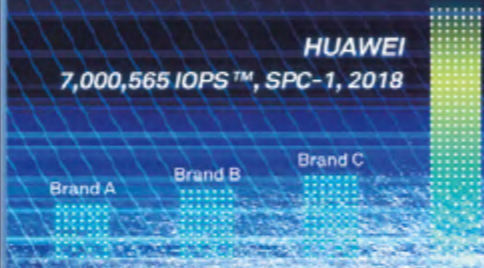 HUAWEI
7,000,565 IOPS™, SPC-1, 2018
Brand C
Brand B
Brand A